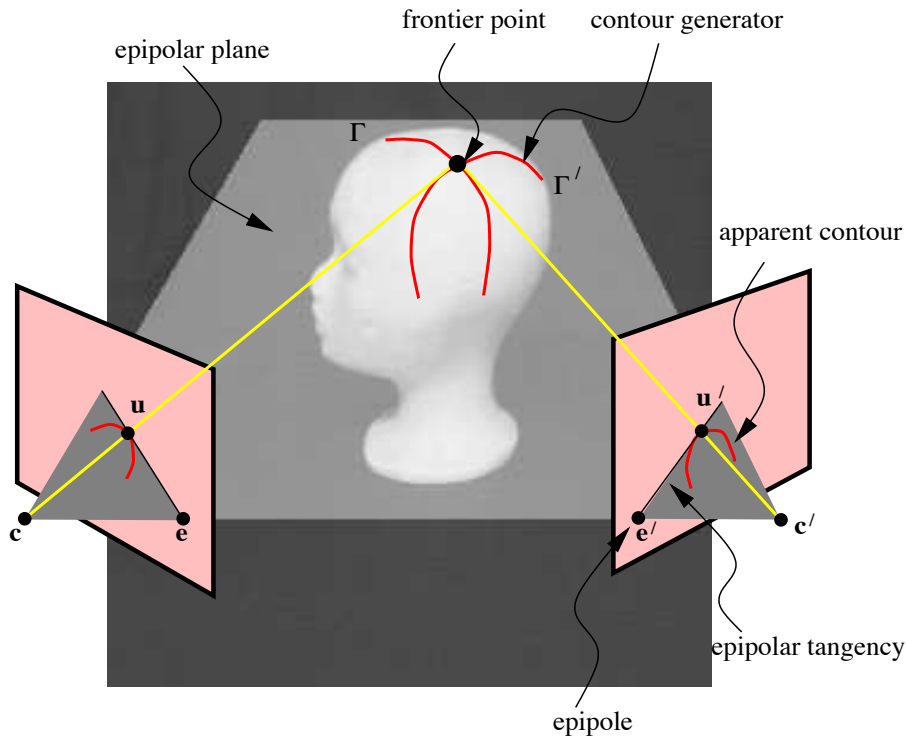 frontier point
contour generator
epipolar plane
Γ
Γ′
apparent contour
u
u′
c
e
e′
c′
epipolar tangency
epipole